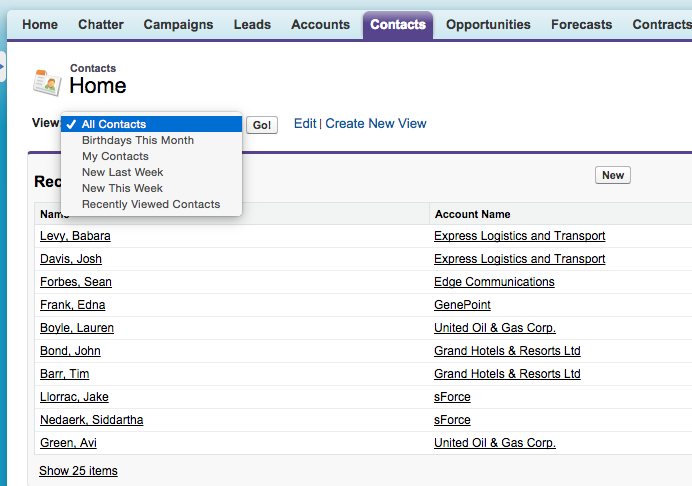 Home Chatter Campaigns Leads Accounts Contacts Opportunities Forecasts Contracts
Contacts
Home
View: ✓ All Contacts Go! Edit | Create New View
Birthdays This Month
My Contacts
New Last Week
New This Week
Recently Viewed Contacts
Rec New
Name Account Name
Levy, Babara Express Logistics and Transport
Davis, Josh Express Logistics and Transport
Forbes, Sean Edge Communications
Frank, Edna GenePoint
Boyle, Lauren United Oil & Gas Corp.
Bond, John Grand Hotels & Resorts Ltd
Barr, Tim Grand Hotels & Resorts Ltd
Llorrac, Jake sForce
Nedaerk, Siddartha sForce
Green, Avi United Oil & Gas Corp.
Show 25 items